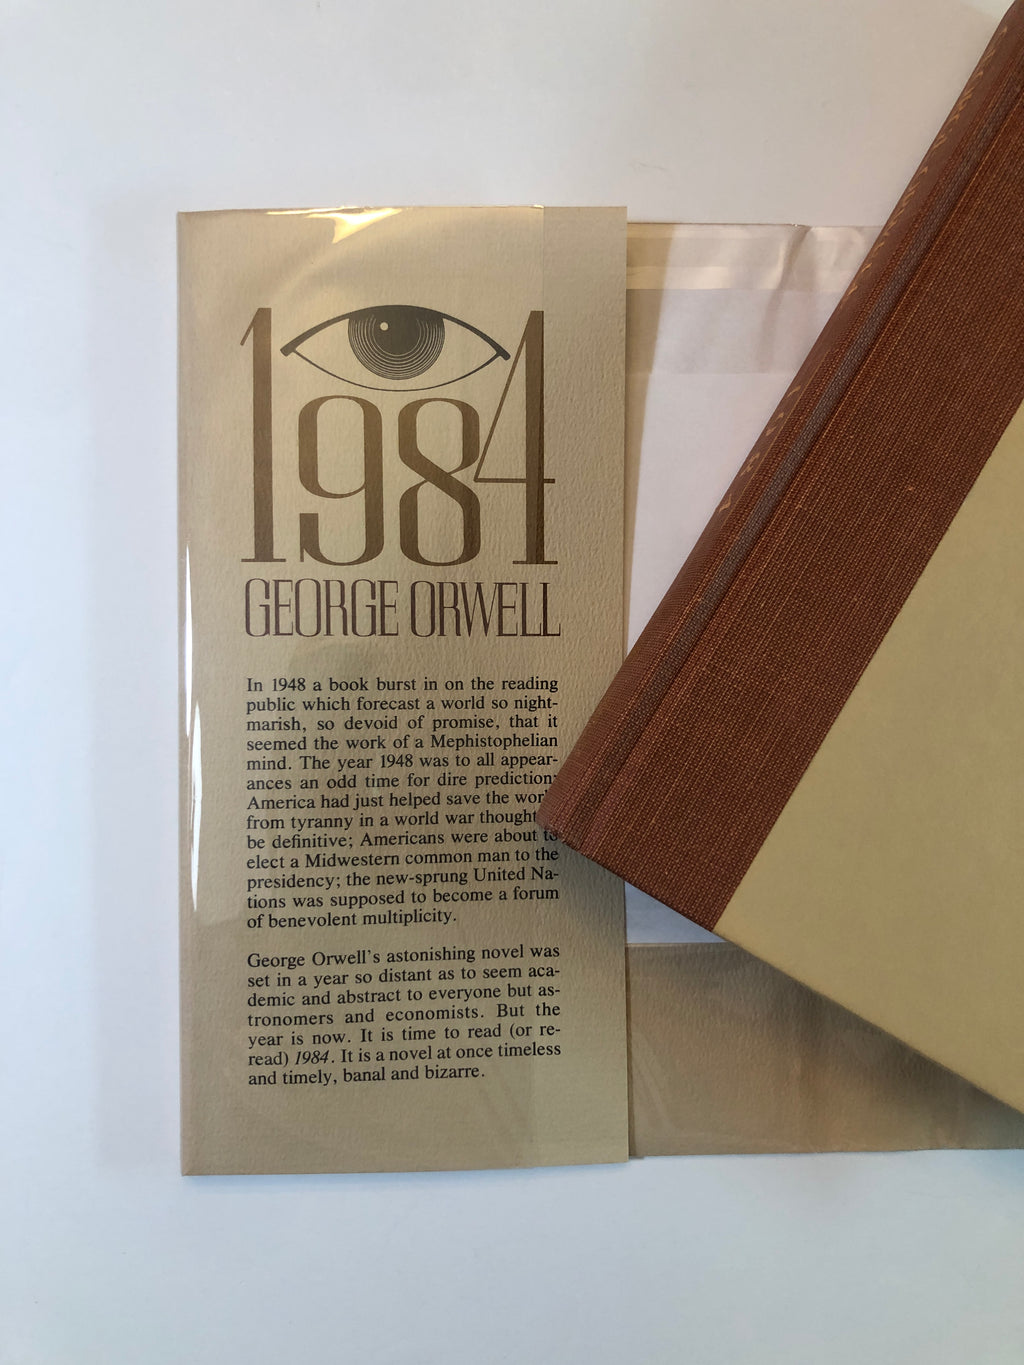 1984
GEORGE ORWELL
In 1948 a book burst in on the reading
public which forecast a world so night-
marish, so devoid of promise, that it
seemed the work of a Mephistophelian
mind. The year 1948 was to all appear-
ances an odd time for dire prediction:
America had just helped save the
from tyranny in a world war thought
be definitive; Americans were about to
elect a Midwestern common man to the
presidency; the new-sprung United Na-
tions was supposed to become a forum
of benevolent multiplicity.
George Orwell's astonishing novel was
set in a year so distant as to seem aca-
demic and abstract to everyone but as-
tronomers and economists. But the
year is now. It is time to read (or re-
read) 1984. It is a novel at once timeless
and timely, banal and bizarre.